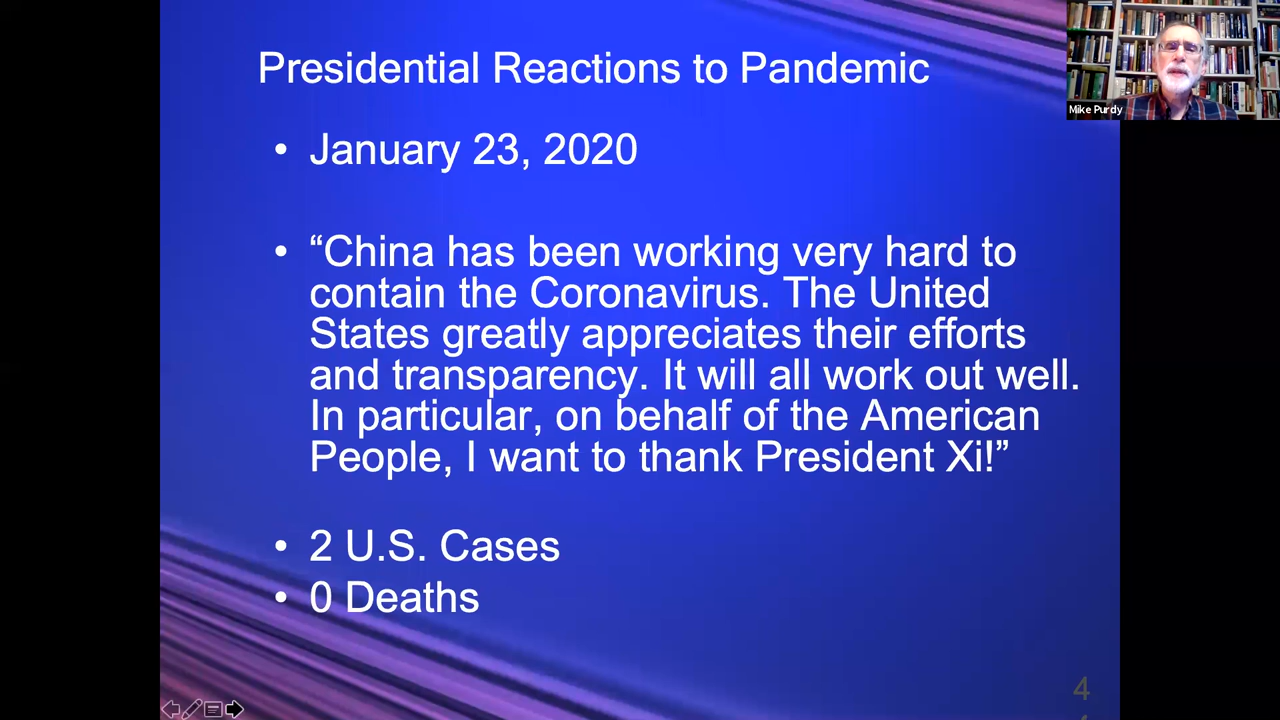 Presidential Reactions to Pandemic
Mike Purdy
• January 23, 2020
• “China has been working very hard to
contain the Coronavirus. The United
States greatly appreciates their efforts
and transparency. It will all work out well.
In particular, on behalf of the American
People, I want to thank President Xi!”
• 2 U.S. Cases
• 0 Deaths
4